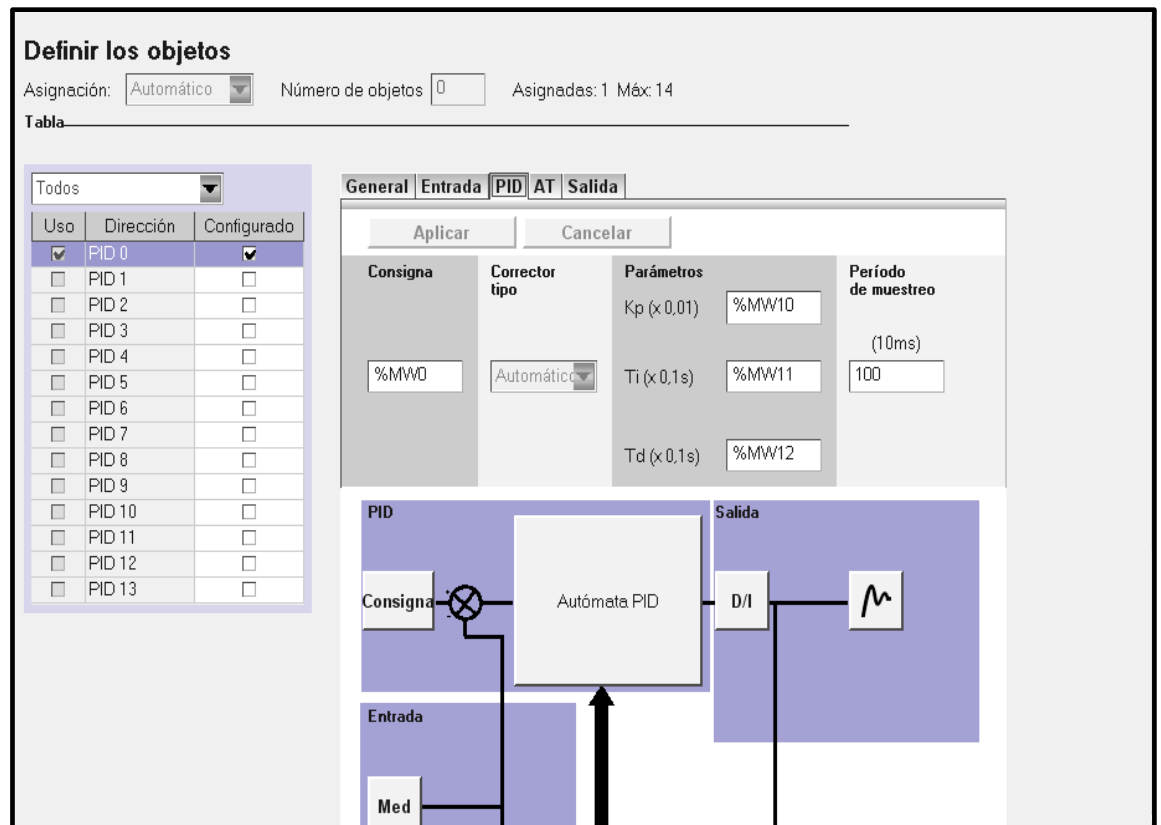 Definir los objetos
Asignación: Automático Número de objetos 0 Asignadas: 1 Máx: 14
Tabla
Todos
Uso Dirección Configurado
PID 0
PID 1
PID 2
PID 3
PID 4
PID 5
PID 6
PID 7
PID 8
PID 9
PID 10
PID 11
PID 12
PID 13
General Entrada PID AT Salida
Aplicar Cancelar
Consigna
%MW0
Corrector
tipo
Automático
Parámetros
Kp (x 0,01) %MW10
Ti (x 0,1s) %MW11
Td (x 0,1s) %MW12
Período
de muestreo
(10ms)
100
PID
Consigna
Autómata PID
Salida
D/I
Entrada
Med